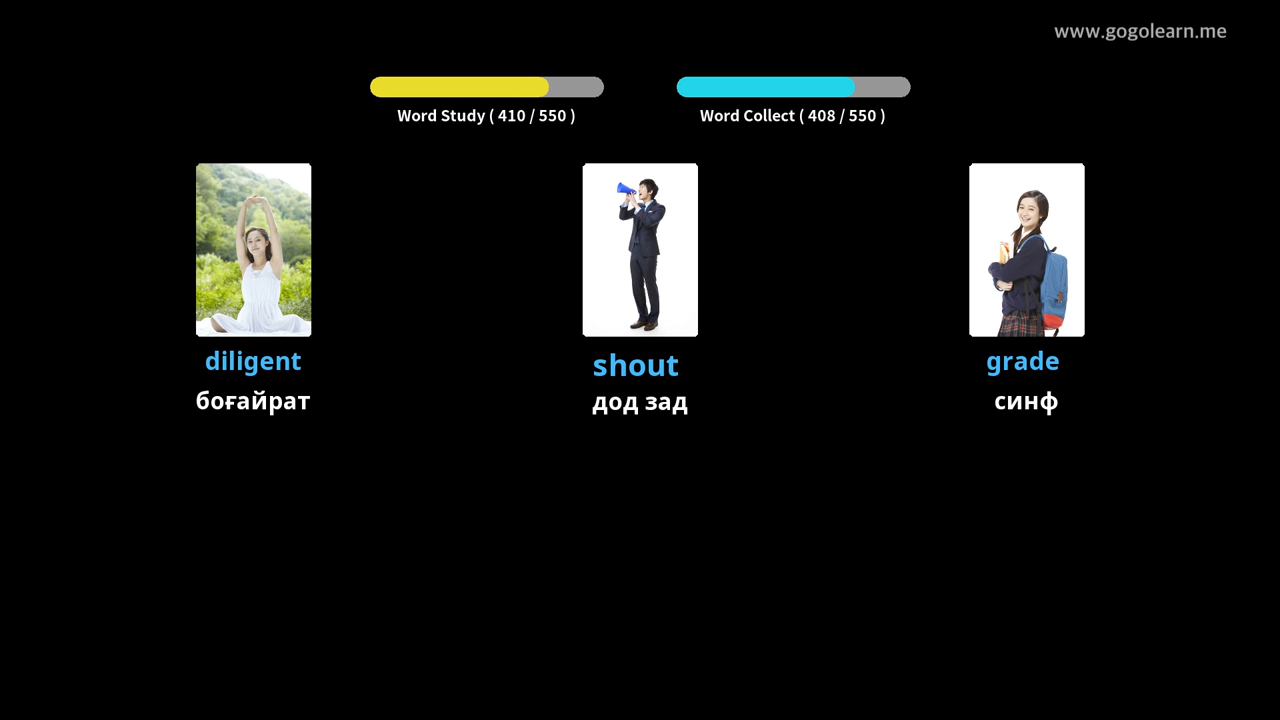 www.gogolearn.me
Word Study ( 410 / 550 )
Word Collect ( 408 / 550 )
diligent
боғайрат
shout
дод зад
grade
синф